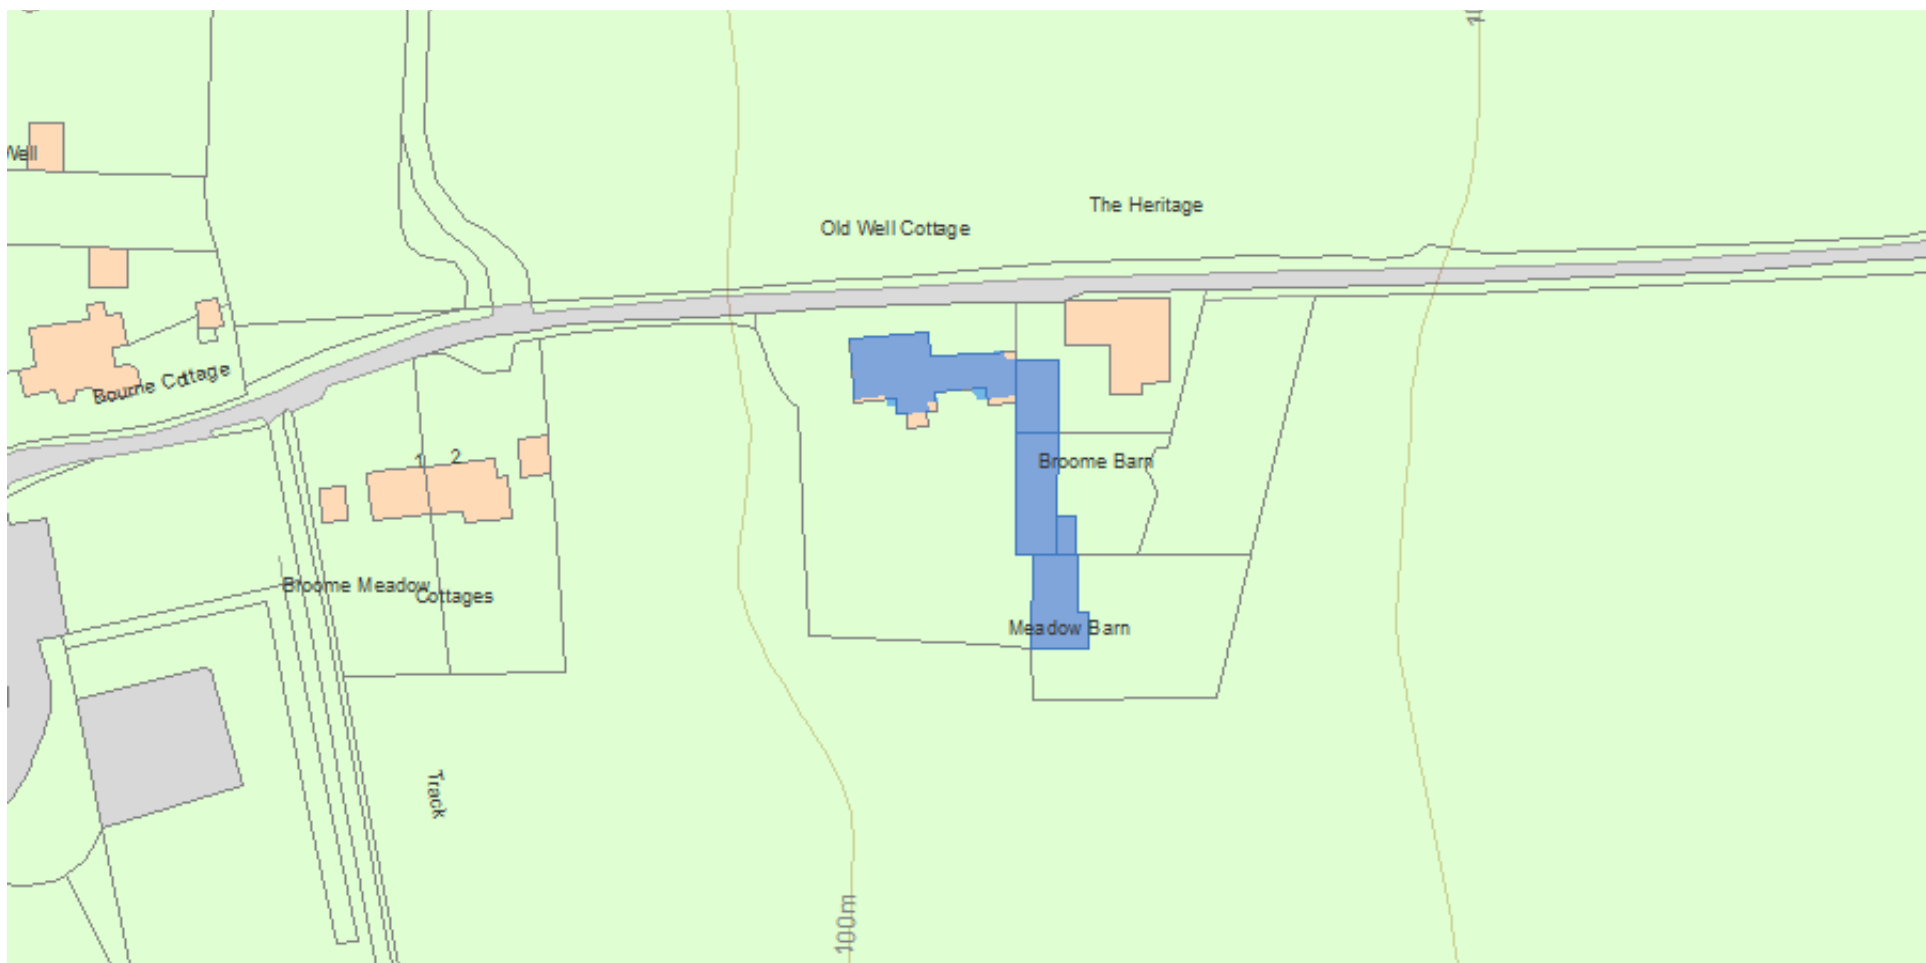 Well
The Heritage
Old Well Cottage
Bourne Cottage
1 2
Broome Barn
Broome Meadow
Cottages
Meadow Barn
Track
100m